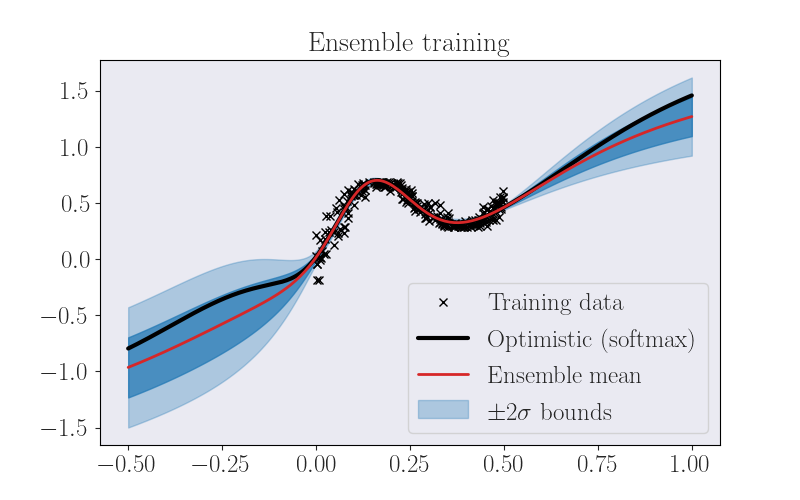 Ensemble training
1.5
1.0
0.5
0.0
−0.5
−1.0
−1.5
Training data
Optimistic (softmax)
Ensemble mean
±2σ bounds
−0.50 −0.25 0.00 0.25 0.50 0.75 1.00